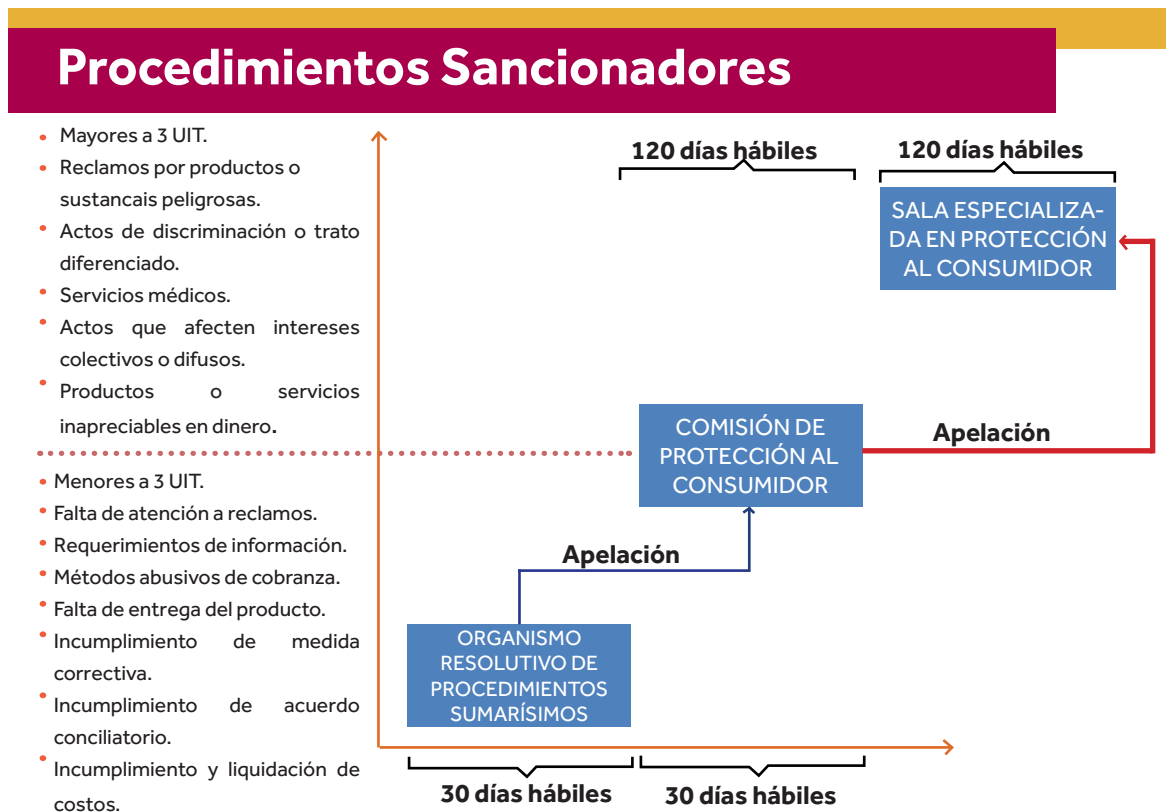 Procedimientos Sancionadores
• Mayores a 3 UIT.
• Reclamos por productos o
sustancais peligrosas.
• Actos de discriminación o trato
diferenciado.
• Servicios médicos.
• Actos que afecten intereses
colectivos o difusos.
• Productos o servicios
inapreciables en dinero.
• Menores a 3 UIT.
• Falta de atención a reclamos.
• Requerimientos de información.
• Métodos abusivos de cobranza.
• Falta de entrega del producto.
• Incumplimiento de medida
correctiva.
• Incumplimiento de acuerdo
conciliatorio.
• Incumplimiento y liquidación de
costos.
120 días hábiles
120 días hábiles
SALA ESPECIALIZA-
DA EN PROTECCIÓN
AL CONSUMIDOR
COMISIÓN DE
PROTECCIÓN AL
CONSUMIDOR
Apelación
Apelación
ORGANISMO
RESOLUTIVO DE
PROCEDIMIENTOS
SUMARÍSIMOS
30 días hábiles
30 días hábiles